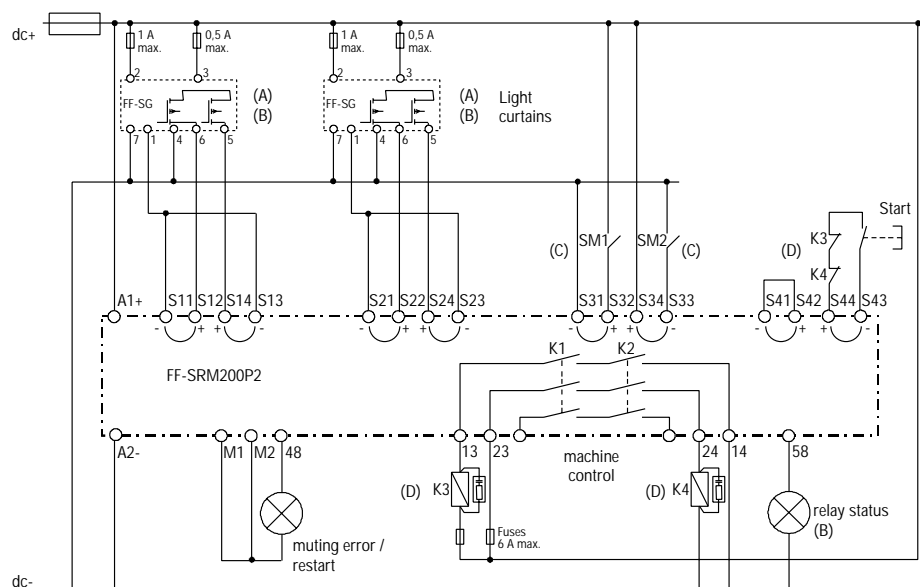 dc+
1 A
max.
0,5 A
max.
1 A
max.
0,5 A
max.
2
3
2
3
FF-SG
(A)
(B)
FF-SG
(A)
(B)
Light
curtains
7
1
4
6
5
7
1
4
6
5
Start
(C)
SM1
SM2
(C)
(D)
K3
K4
A1+
S11
S12
S14
S13
S21
S22
S24
S23
S31
S32
S34
S33
S41
S42
S44
S43
-
+
+
-
-
+
+
-
-
+
+
-
-
+
+
-
K1
K2
FF-SRM200P2
A2-
M1
M2
48
13
23
machine
control
24
14
58
(D)
K3
(D)
K4
relay status
(B)
muting error /
restart
Fuses
6 A max.
dc-